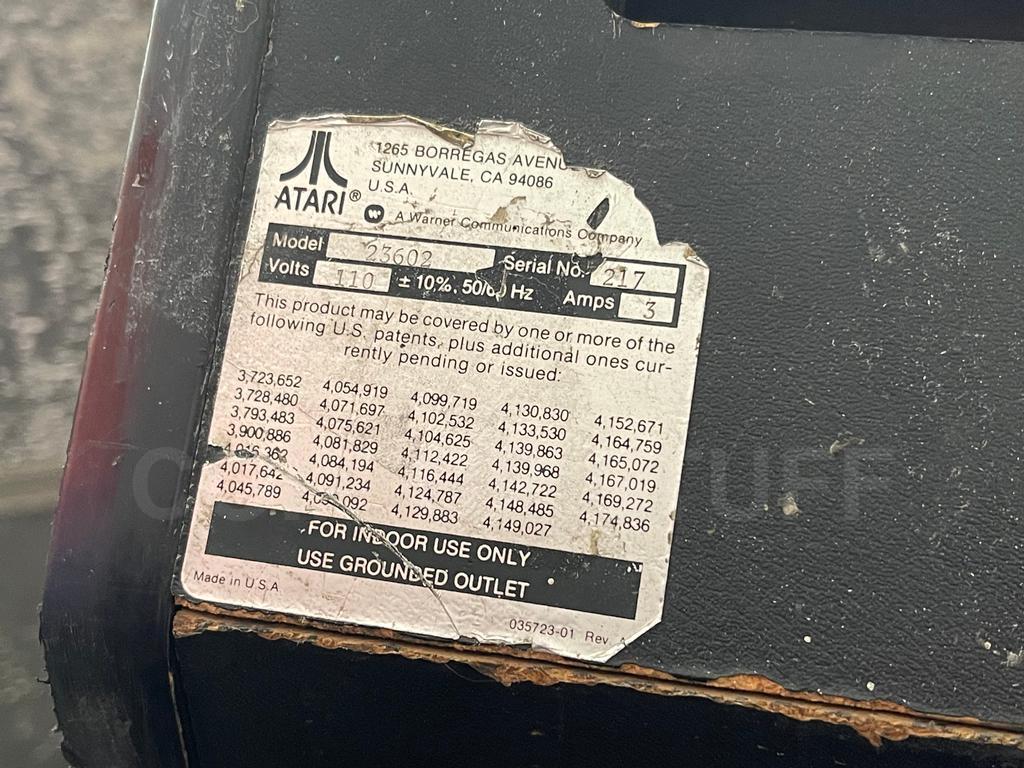 1265 BORREGAS
SUNNYVALE, CA 94086
U.S.A.
ATARI®
A Warner Communications Company
Model 23602 Serial No. 217
Volts 110 ± 10%, 50/60 Hz Amps 3
This product may be covered by one or more of the
following U.S. patents, plus additional ones cur-
rently pending or issued:
3,723,652 4,054,919 4,099,719 4,130,830 4,152,671
3,728,480 4,071,697 4,102,532 4,133,530 4,164,759
3,793,483 4,075,621 4,104,625 4,139,863 4,165,072
3,900,886 4,081,829 4,112,422 4,139,968 4,167,019
4,084,194 4,116,444 4,142,722 4,169,272
4,017,642 4,091,234 4,124,787 4,148,485 4,174,836
4,045,789 4,129,883 4,149,027
FOR INDOOR USE ONLY
USE GROUNDED OUTLET
Made in U.S.A.
035723-01 Rev. A